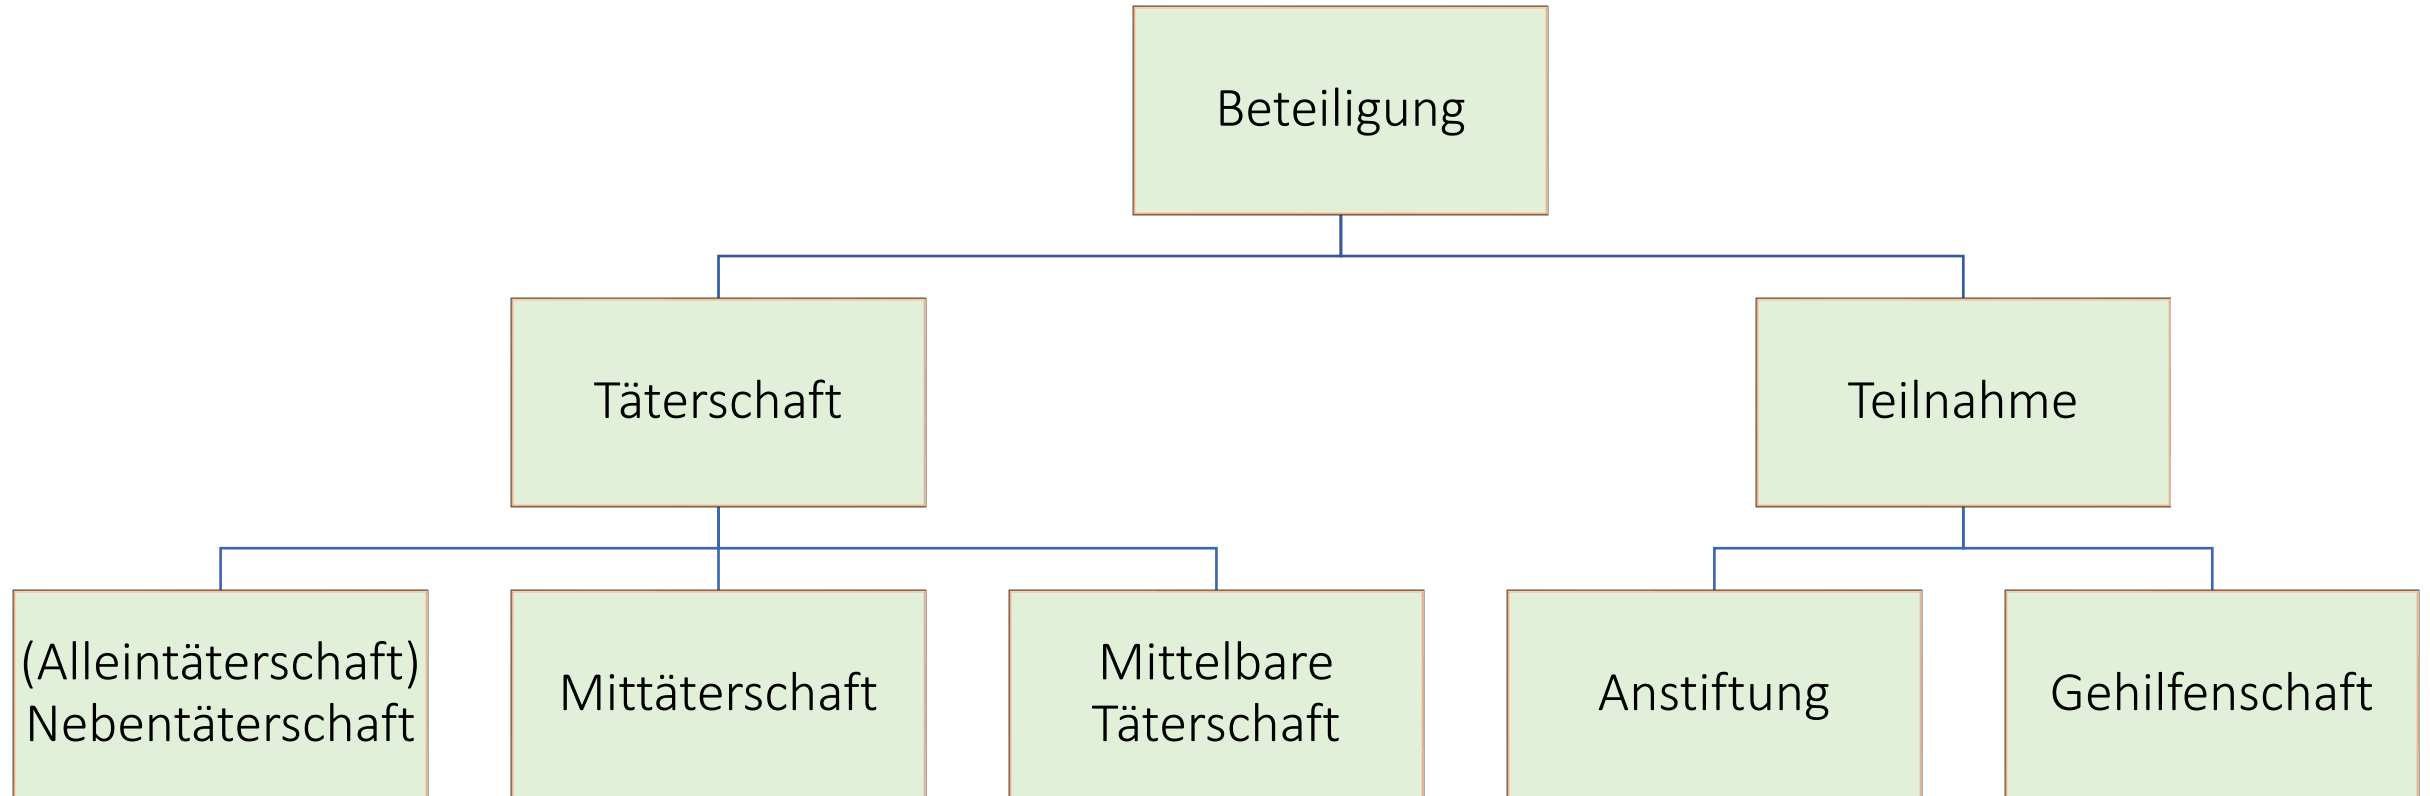 Beteiligung
Täterschaft
Teilnahme
(Alleintäterschaft)
Nebentäterschaft
Mittäterschaft
Mittelbare
Täterschaft
Anstiftung
Gehilfenschaft